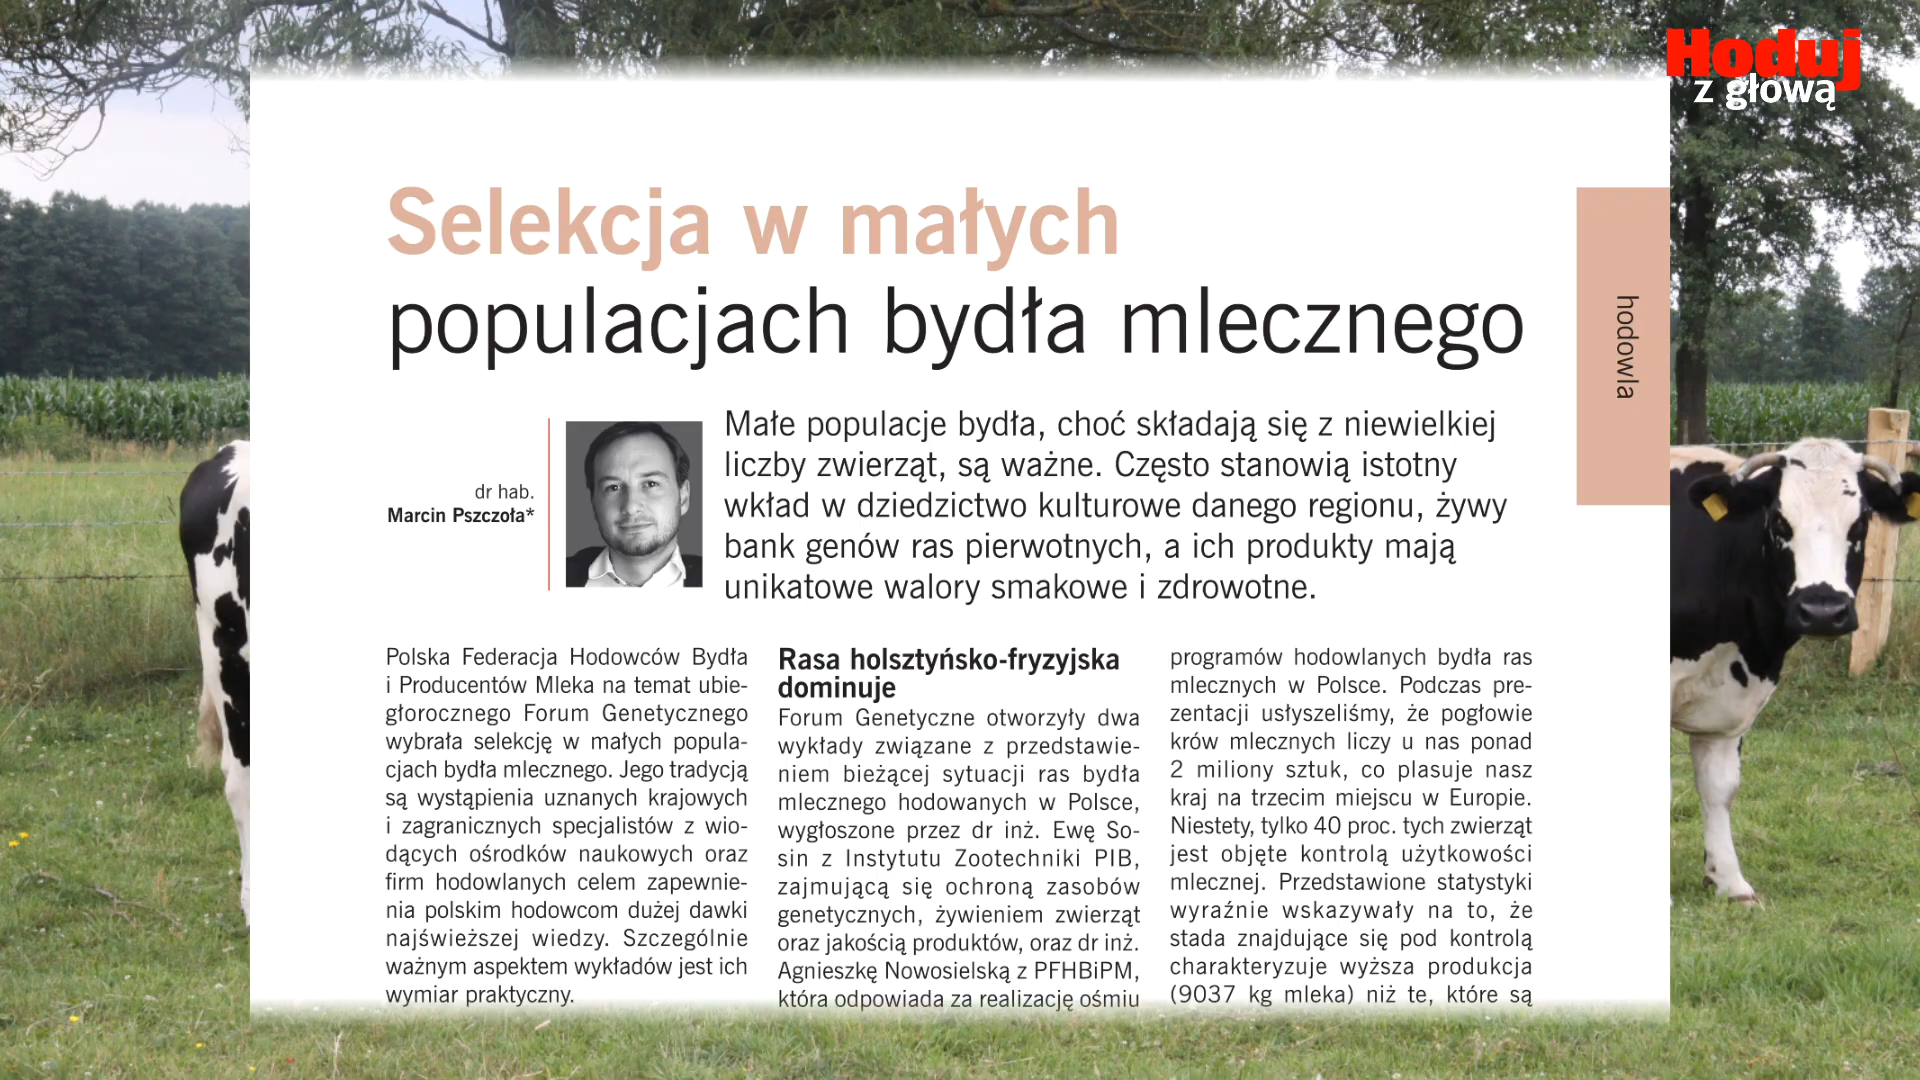 Hoduj
z głową
Selekcja w małych
populacjach bydła mlecznego
hodowla
dr hab.
Marcin Pszczoła*
Małe populacje bydła, choć składają się z niewielkiej
liczby zwierząt, są ważne. Często stanowią istotny
wkład w dziedzictwo kulturowe danego regionu, żywy
bank genów ras pierwotnych, a ich produkty mają
unikatowe walory smakowe i zdrowotne.
Polska Federacja Hodowców Bydła
i Producentów Mleka na temat ubie-
głorocznego Forum Genetycznego
wybrała selekcję w małych popula-
cjach bydła mlecznego. Jego tradycją
są wystąpienia uznanych krajowych
i zagranicznych specjalistów z wio-
dących ośrodków naukowych oraz
firm hodowlanych celem zapewnie-
nia polskim hodowcom dużej dawki
najświeższej wiedzy. Szczególnie
ważnym aspektem wykładów jest ich
wymiar praktyczny.
Rasa holsztyńsko-fryzyjska
dominuje
Forum Genetyczne otworzyły dwa
wykłady związane z przedstawie-
niem bieżącej sytuacji ras bydła
mlecznego hodowanych w Polsce,
wygłoszone przez dr inż. Ewę So-
sin z Instytutu Zootechniki PIB,
zajmującą się ochroną zasobów
genetycznych, żywieniem zwierząt
oraz jakością produktów, oraz dr inż.
Agnieszkę Nowosielską z PFHBiPM,
która odpowiada za realizację ośmiu
programów hodowlanych bydła ras
mlecznych w Polsce. Podczas pre-
zentacji usłyszeliśmy, że pogłowie
krów mlecznych liczy u nas ponad
2 miliony sztuk, co plasuje nasz
kraj na trzecim miejscu w Europie.
Niestety, tylko 40 proc. tych zwierząt
jest objęte kontrolą użytkowości
mlecznej. Przedstawione statystyki
wyraźnie wskazywały na to, że
stada znajdujące się pod kontrolą
charakteryzuje wyższa produkcja
(9037 kg mleka) niż te, które są